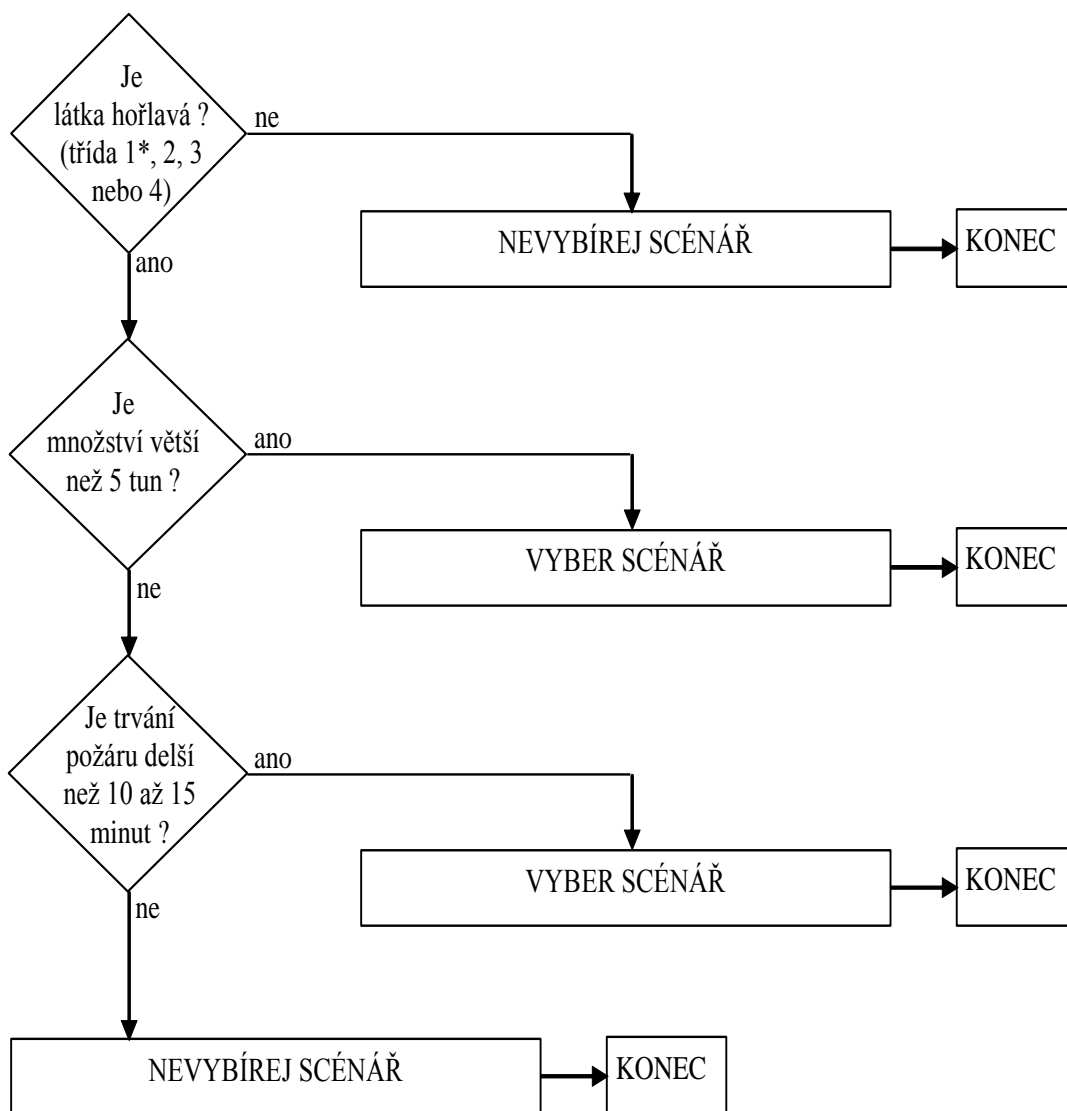 Je
látka hořlavá ?
(třída 1*, 2, 3
nebo 4)
ne
NEVYBÍREJ SCÉNÁŘ
KONEC
ano
Je
množství větší
než 5 tun ?
ano
VYBER SCÉNÁŘ
KONEC
ne
Je trvání
požáru delší
než 10 až 15
minut ?
ano
VYBER SCÉNÁŘ
KONEC
ne
NEVYBÍREJ SCÉNÁŘ
KONEC